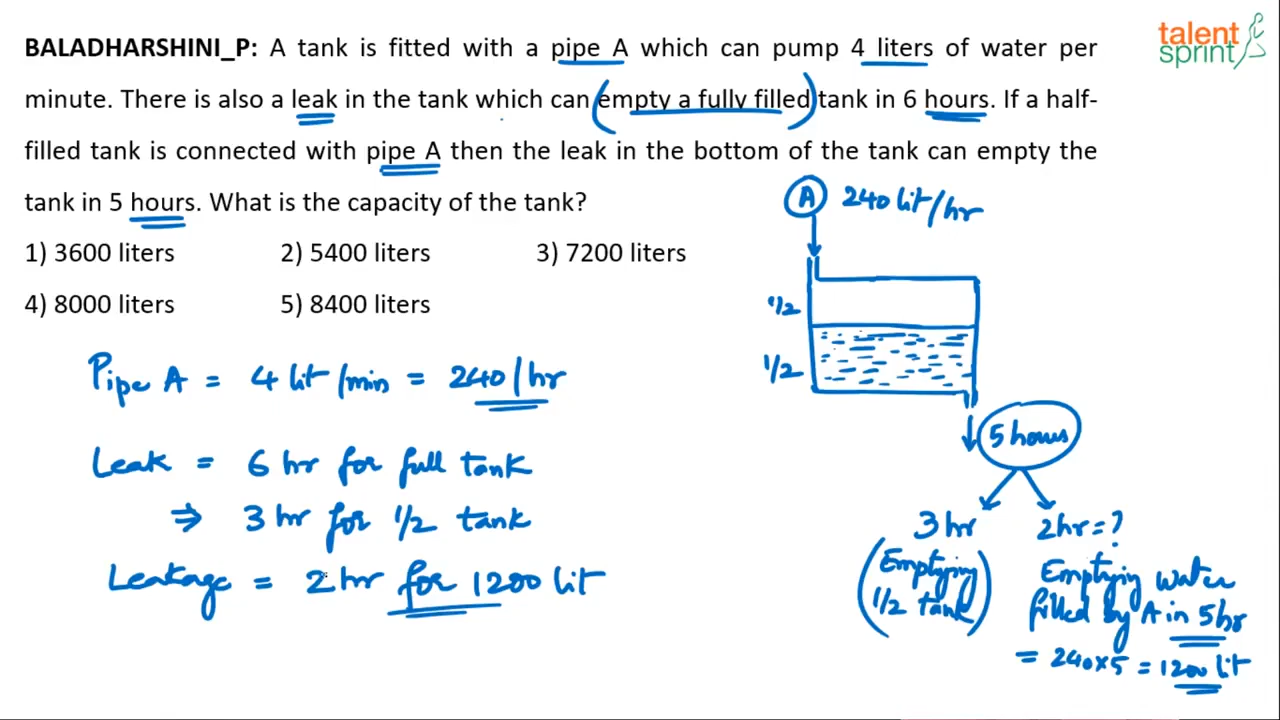 talent
sprint
BALADHARSHINI_P: A tank is fitted with a pipe A which can pump 4 liters of water per
minute. There is also a leak in the tank which can empty a fully filled tank in 6 hours. If a half-
filled tank is connected with pipe A then the leak in the bottom of the tank can empty the
tank in 5 hours. What is the capacity of the tank?
1) 3600 liters 2) 5400 liters 3) 7200 liters
4) 8000 liters 5) 8400 liters
A 240 lit/hr
1/2
1/2
5 hours
3 hr 2 hr = ?
(Emptying
1/2 tank)
Emptying water
filled by A in 5 hr
= 240x5 = 1200 lit
Pipe A = 4 lit /min = 240/hr
Leak = 6 hr for full tank
⇒ 3 hr for 1/2 tank
Leakage = 2 hr for 1200 lit